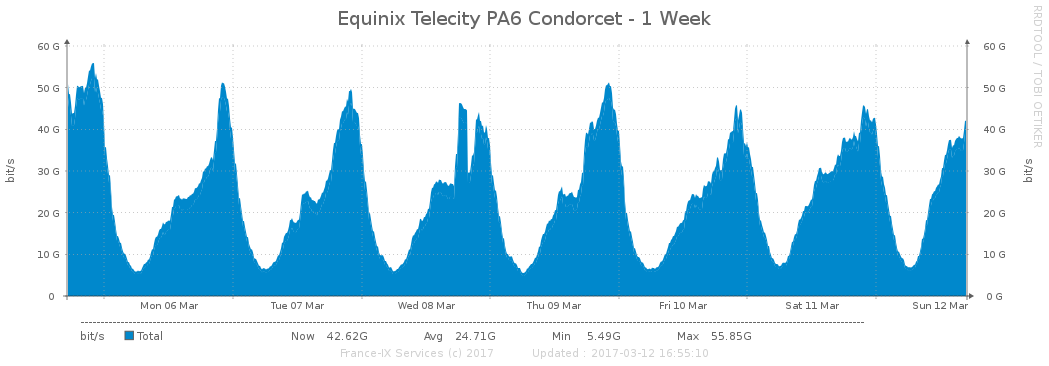 Equinix Telecity PA6 Condorcet - 1 Week
RRDTOOL / TOBI OETIKER
bit/s
60 G 60 G
50 G 50 G
40 G 40 G
30 G 30 G
20 G 20 G
10 G 10 G
0 0 G
bit/s
Mon 06 Mar Tue 07 Mar Wed 08 Mar Thu 09 Mar Fri 10 Mar Sat 11 Mar Sun 12 Mar
bit/s Total Now 42.62G Avg 24.71G Min 5.49G Max 55.85G
France-IX Services (c) 2017 Updated : 2017-03-12 16:55:10